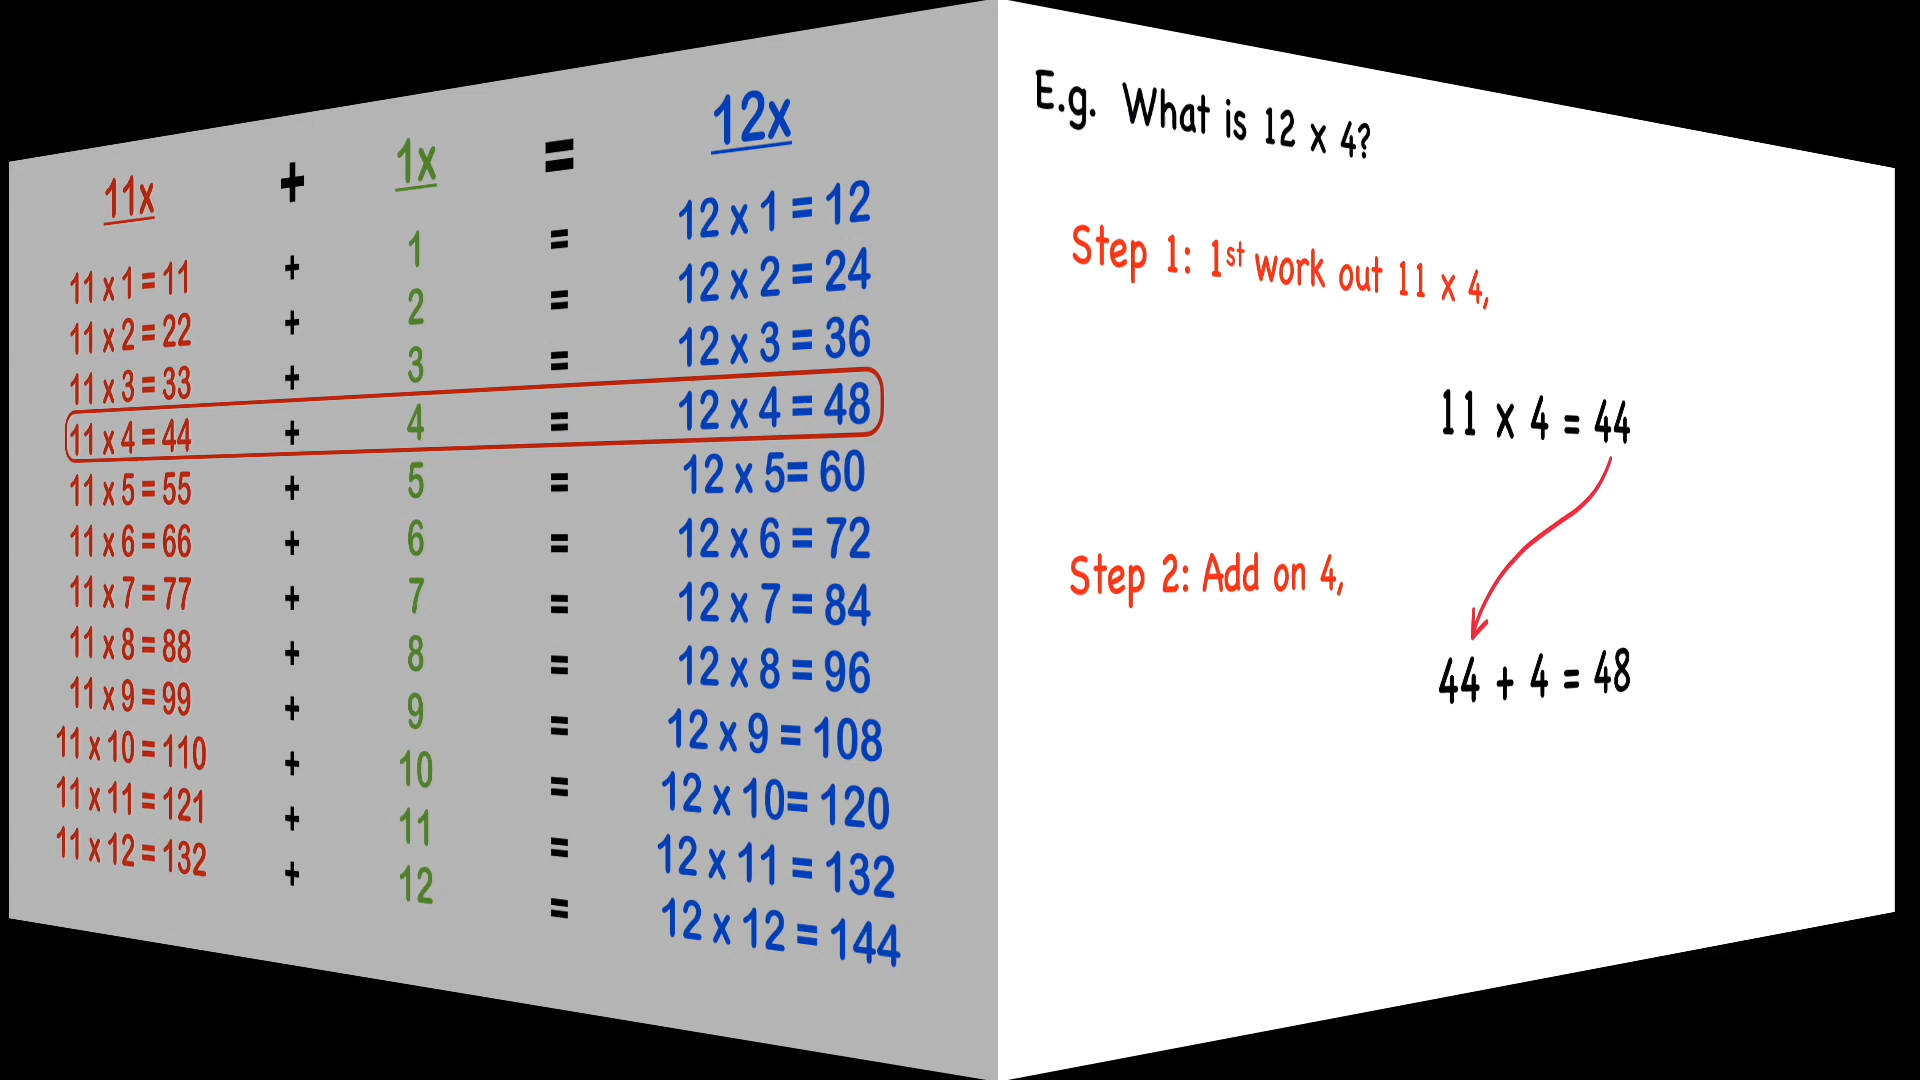 11x + 1x = 12x
11 x 1 = 11 + 1 = 12 x 1 = 12
11 x 2 = 22 + 2 = 12 x 2 = 24
11 x 3 = 33 + 3 = 12 x 3 = 36
11 x 4 = 44 + 4 = 12 x 4 = 48
11 x 5 = 55 + 5 = 12 x 5= 60
11 x 6 = 66 + 6 = 12 x 6 = 72
11 x 7 = 77 + 7 = 12 x 7 = 84
11 x 8 = 88 + 8 = 12 x 8 = 96
11 x 9 = 99 + 9 = 12 x 9 = 108
11 x 10 = 110 + 10 = 12 x 10= 120
11 x 11 = 121 + 11 = 12 x 11 = 132
11 x 12 = 132 + 12 = 12 x 12 = 144
E.g. What is 12 x 4?
Step 1: 1st work out 11 x 4,
11 x 4 = 44
Step 2: Add on 4,
44 + 4 = 48